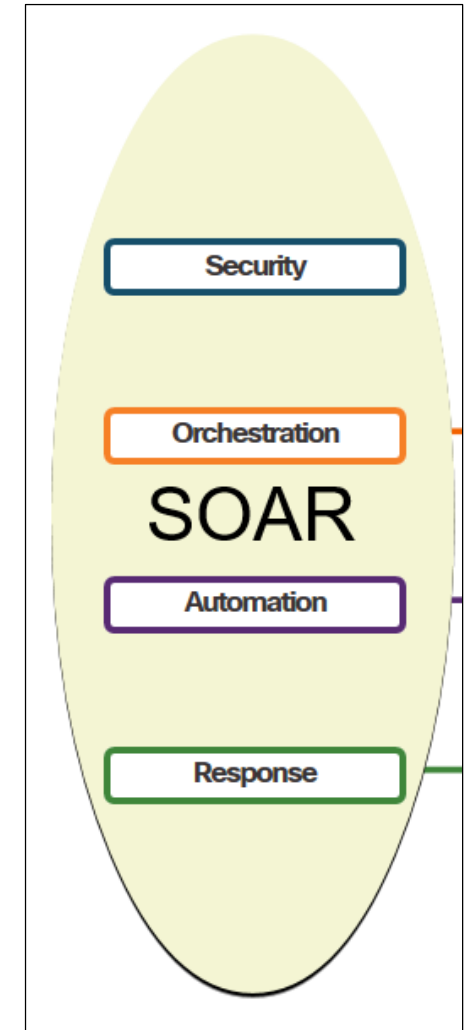 Security
Orchestration
SOAR
Automation
Response